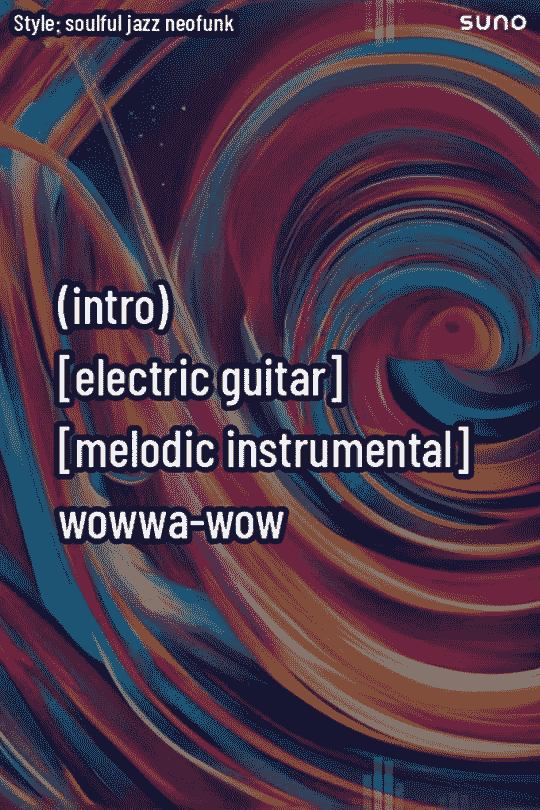 Style: soulful jazz neofunk
SUNO
(intro)
[electric guitar]
[melodic instrumental]
wowwa-wow